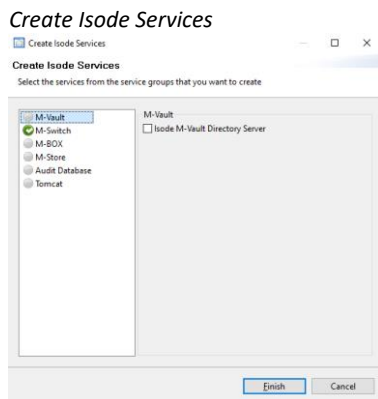 Create Isode Services
Create Isode Services
Create Isode Services
Select the services from the service groups that you want to create
M-Vault
M-Switch
M-BOX
M-Store
Audit Database
Tomcat
M-Vault
Isode M-Vault Directory Server
Finish
Cancel